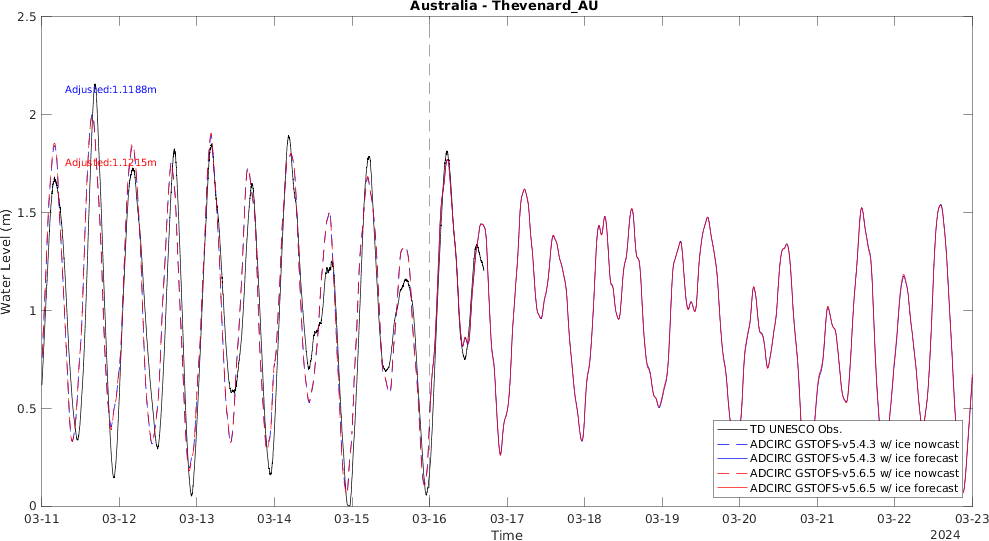 Australia - Thevenard_AU
2.5
2
1.5
1
0.5
0
Water Level (m)
Adjusted:1.1188m
Adjusted:1.1215m
TD UNESCO Obs.
ADCIRC GSTOFS-v5.4.3 w/ ice nowcast
ADCIRC GSTOFS-v5.4.3 w/ ice forecast
ADCIRC GSTOFS-v5.6.5 w/ ice nowcast
ADCIRC GSTOFS-v5.6.5 w/ ice forecast
03-11 03-12 03-13 03-14 03-15 03-16 03-17 03-18 03-19 03-20 03-21 03-22 03-23
Time
2024